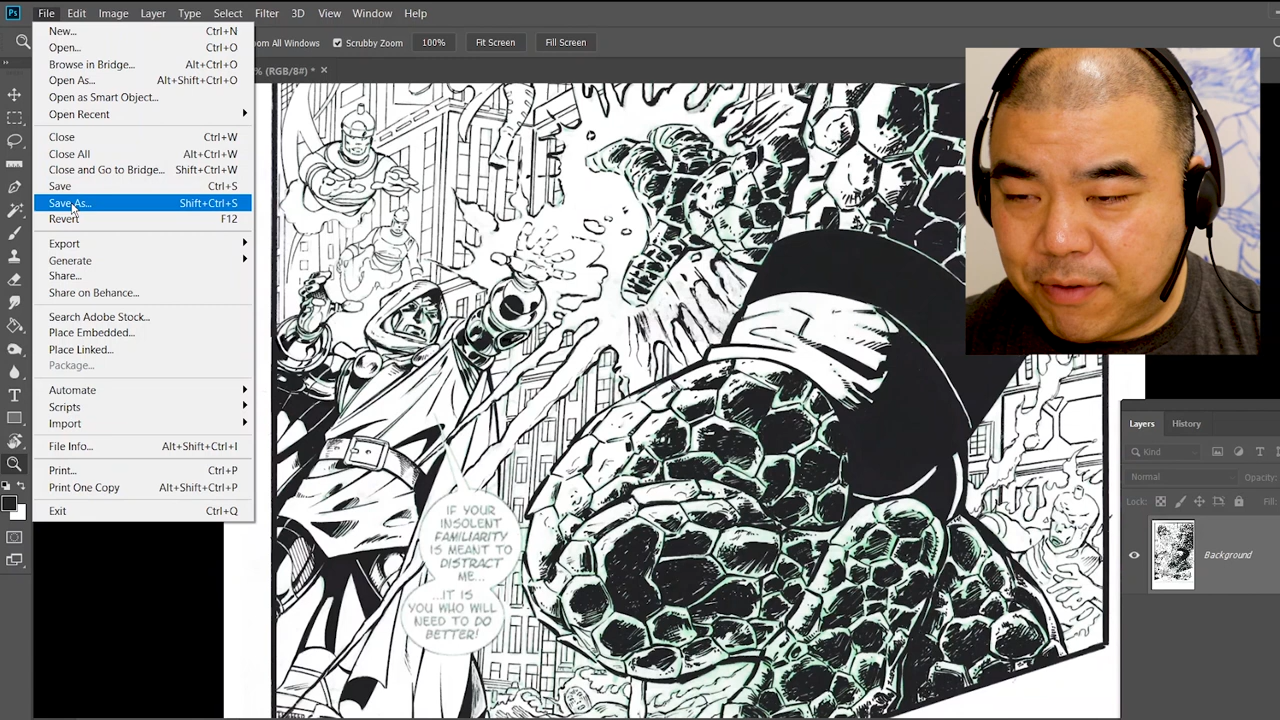 Ps File Edit Image Layer Type Select Filter 3D View Window Help
All Windows Scrubby Zoom 100% Fit Screen Fill Screen
% (RGB/8#) * ×
New... Ctrl+N
Open... Ctrl+O
Browse in Bridge... Alt+Ctrl+O
Open As... Alt+Shift+Ctrl+O
Open as Smart Object...
Open Recent
Close Ctrl+W
Close All Alt+Ctrl+W
Close and Go to Bridge... Shift+Ctrl+W
Save Ctrl+S
Save As... Shift+Ctrl+S
Revert F12
Export
Generate
Share...
Share on Behance...
Search Adobe Stock...
Place Embedded...
Place Linked...
Package...
Automate
Scripts
Import
File Info... Alt+Shift+Ctrl+I
Print... Ctrl+P
Print One Copy Alt+Shift+Ctrl+P
Exit Ctrl+Q
IF YOUR
INSOLENT
FAMILIARITY
IS MEANT TO
DISTRACT
ME...
...IT IS
YOU WHO WILL
NEED TO DO
BETTER!
Layers History
Kind
Normal Opacity:
Lock: Fill:
Background